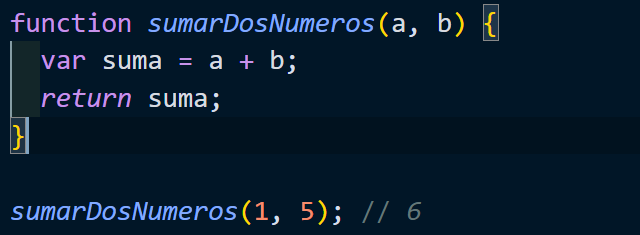 function sumarDosNumeros(a, b) {
  var suma = a + b;
  return suma;
}
sumarDosNumeros(1, 5); // 6